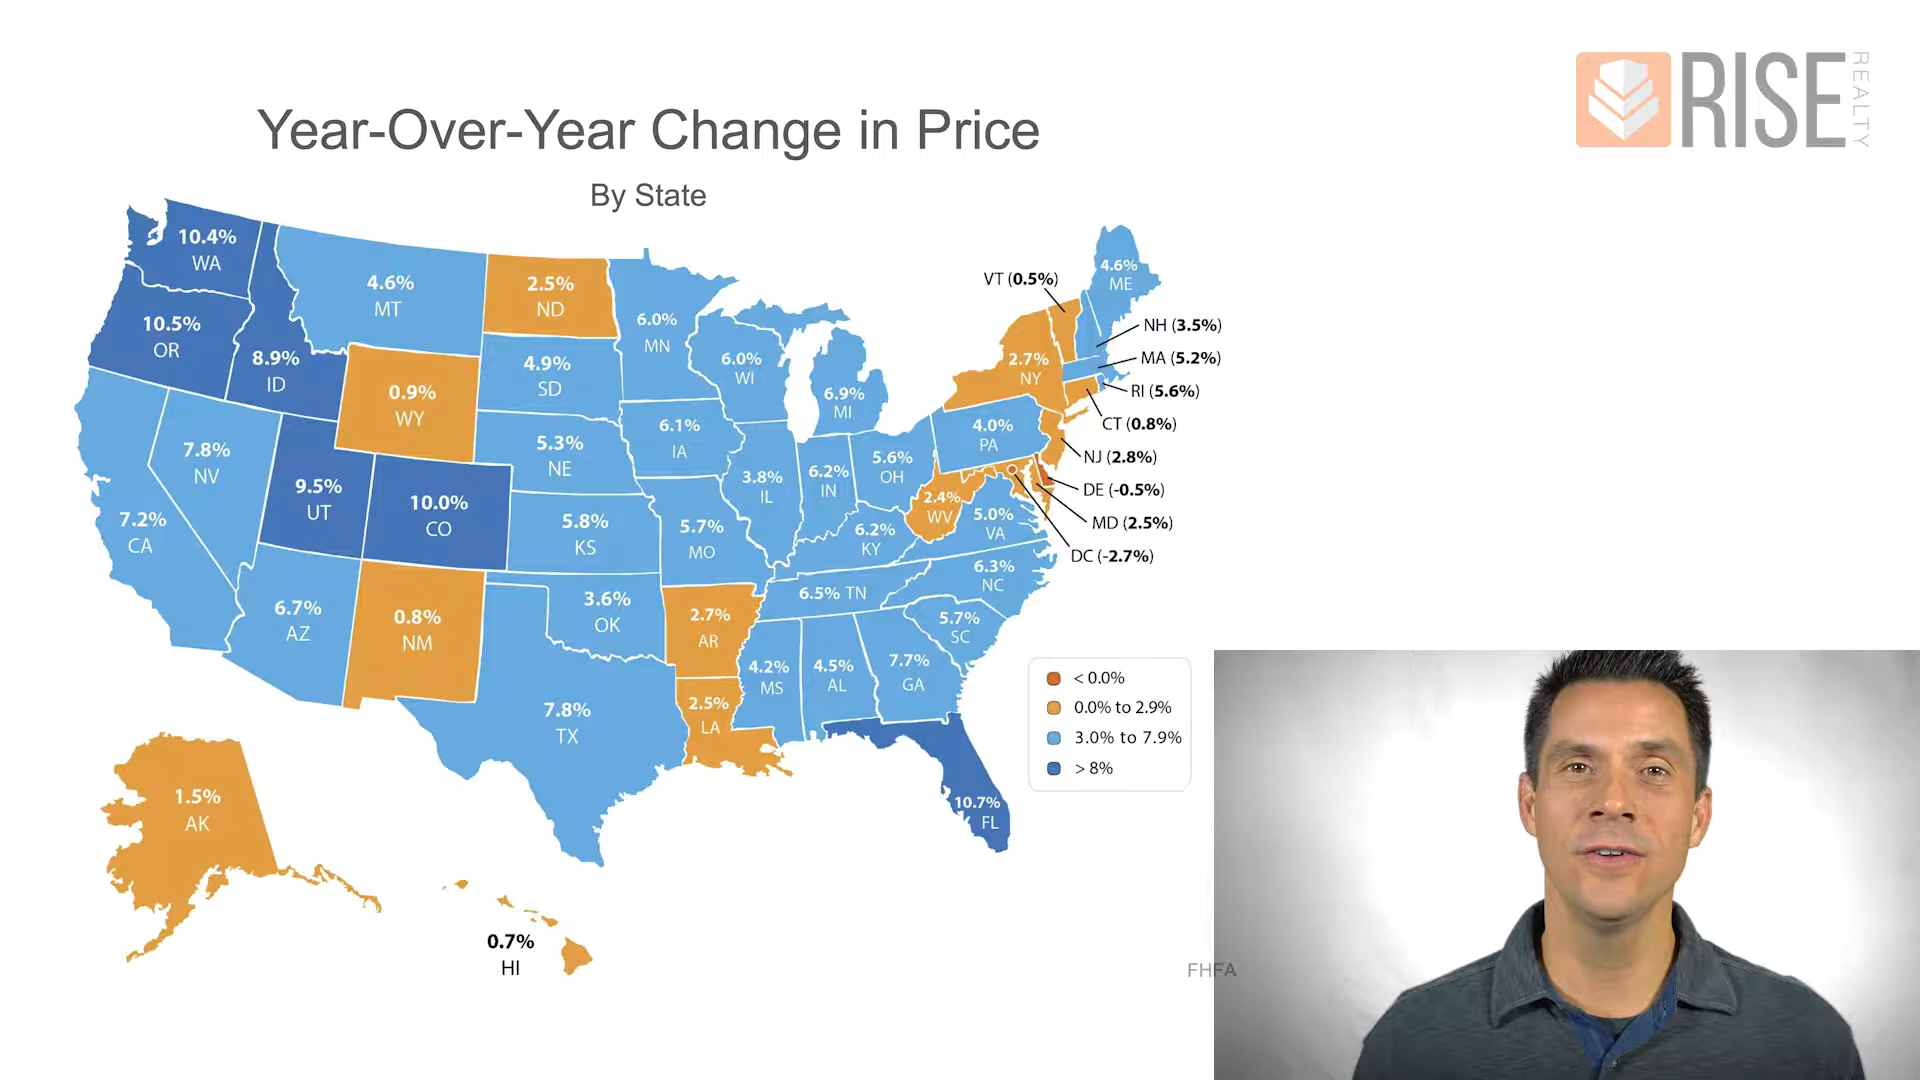 RISE
REALTY
Year-Over-Year Change in Price
By State
10.4%
WA
10.5%
OR
8.9%
ID
4.6%
MT
2.5%
ND
6.0%
MN
4.9%
SD
0.9%
WY
6.0%
WI
6.9%
MI
VT (0.5%)
4.6%
ME
NH (3.5%)
MA (5.2%)
2.7%
NY
RI (5.6%)
CT (0.8%)
NJ (2.8%)
DE (-0.5%)
MD (2.5%)
DC (-2.7%)
7.8%
NV
7.2%
CA
9.5%
UT
10.0%
CO
5.3%
NE
6.1%
IA
3.8%
IL
6.2%
IN
5.6%
OH
4.0%
PA
2.4%
WV
5.0%
VA
5.8%
KS
5.7%
MO
6.2%
KY
6.3%
NC
6.7%
AZ
0.8%
NM
3.6%
OK
2.7%
AR
6.5% TN
5.7%
SC
4.2%
MS
4.5%
AL
7.7%
GA
7.8%
TX
2.5%
LA
10.7%
FL
1.5%
AK
0.7%
HI
< 0.0%
0.0% to 2.9%
3.0% to 7.9%
> 8%
FHFA